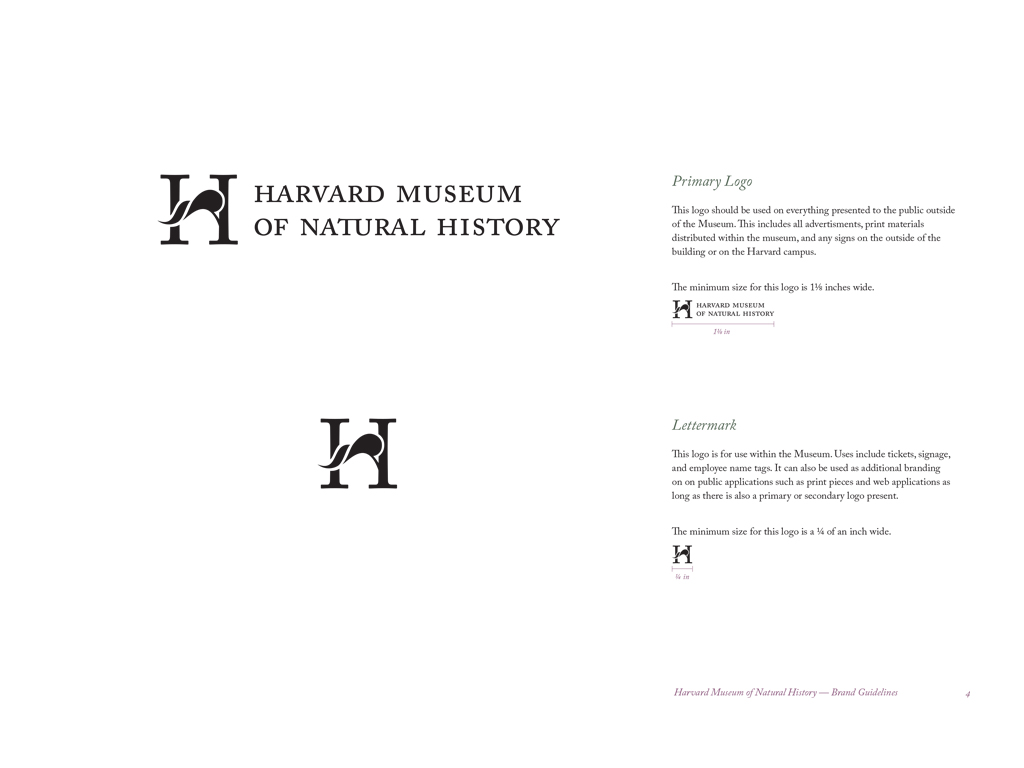 H HARVARD MUSEUM
OF NATURAL HISTORY
Primary Logo
This logo should be used on everything presented to the public outside
of the Museum. This includes all advertisments, print materials
distributed within the museum, and any signs on the outside of the
building or on the Harvard campus.
The minimum size for this logo is 1⅛ inches wide.
H HARVARD MUSEUM
OF NATURAL HISTORY
1⅛ in
H
Lettermark
This logo is for use within the Museum. Uses include tickets, signage,
and employee name tags. It can also be used as additional branding
on on public applications such as print pieces and web applications as
long as there is also a primary or secondary logo present.
The minimum size for this logo is a ¼ of an inch wide.
H
¼ in
Harvard Museum of Natural History — Brand Guidelines 4